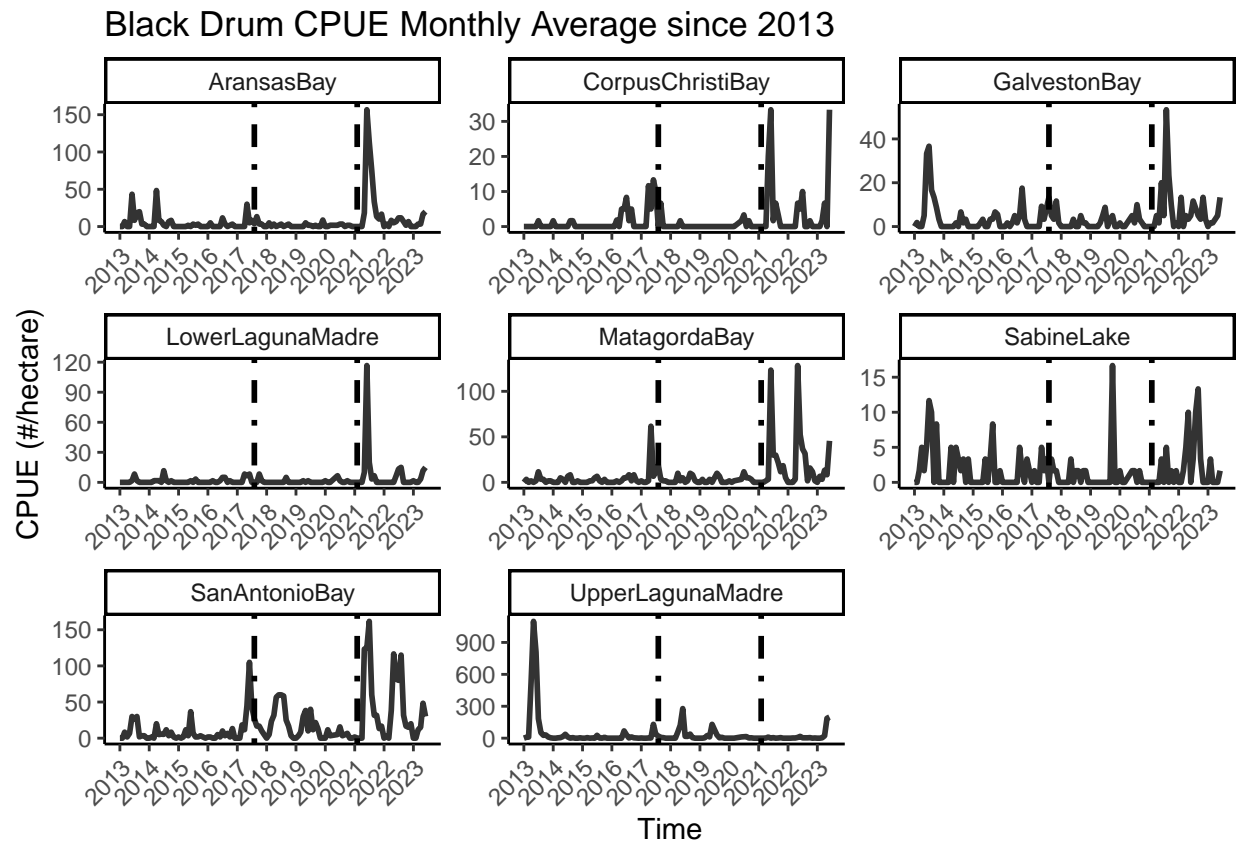 Black Drum CPUE Monthly Average since 2013
AransasBay
150
100
50
0
2013 2014 2015 2016 2017 2018 2019 2020 2021 2022 2023
CorpusChristiBay
30
20
10
0
2013 2014 2015 2016 2017 2018 2019 2020 2021 2022 2023
GalvestonBay
40
20
0
2013 2014 2015 2016 2017 2018 2019 2020 2021 2022 2023
CPUE (#/hectare)
LowerLagunaMadre
120
90
60
30
0
2013 2014 2015 2016 2017 2018 2019 2020 2021 2022 2023
MatagordaBay
100
50
0
2013 2014 2015 2016 2017 2018 2019 2020 2021 2022 2023
SabineLake
15
10
5
0
2013 2014 2015 2016 2017 2018 2019 2020 2021 2022 2023
SanAntonioBay
150
100
50
0
2013 2014 2015 2016 2017 2018 2019 2020 2021 2022 2023
UpperLagunaMadre
900
600
300
0
2013 2014 2015 2016 2017 2018 2019 2020 2021 2022 2023
Time